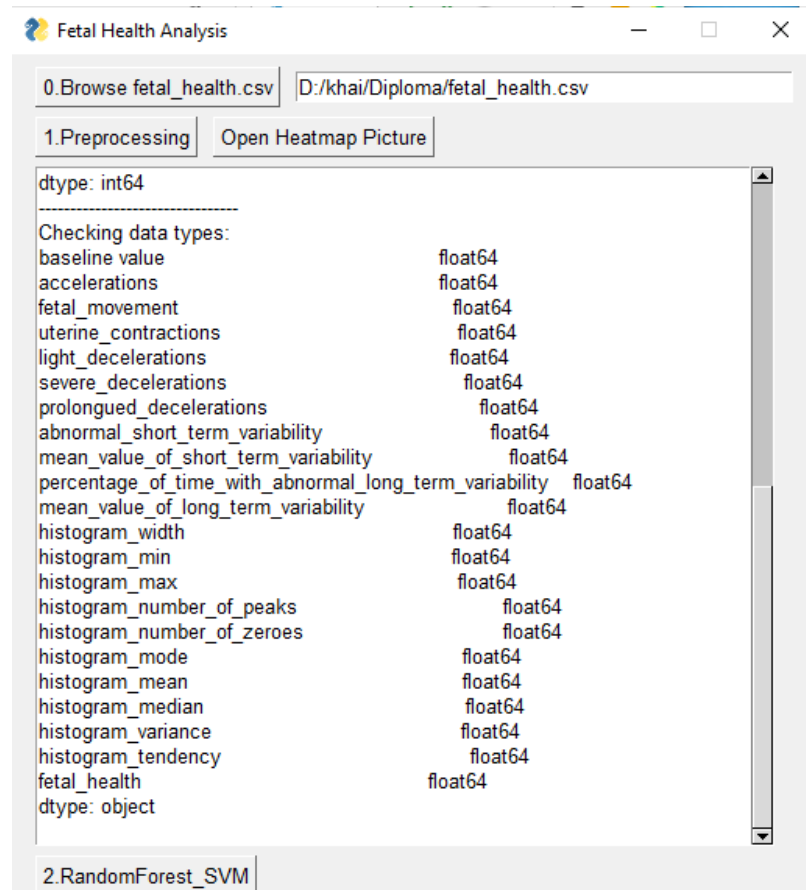 Fetal Health Analysis
0.Browse fetal_health.csv D:/khai/Diploma/fetal_health.csv
1.Preprocessing Open Heatmap Picture
dtype: int64
--------------------------------
Checking data types:
baseline value float64
accelerations float64
fetal_movement float64
uterine_contractions float64
light_decelerations float64
severe_decelerations float64
prolongued_decelerations float64
abnormal_short_term_variability float64
mean_value_of_short_term_variability float64
percentage_of_time_with_abnormal_long_term_variability float64
mean_value_of_long_term_variability float64
histogram_width float64
histogram_min float64
histogram_max float64
histogram_number_of_peaks float64
histogram_number_of_zeroes float64
histogram_mode float64
histogram_mean float64
histogram_median float64
histogram_variance float64
histogram_tendency float64
fetal_health float64
dtype: object
2.RandomForest_SVM